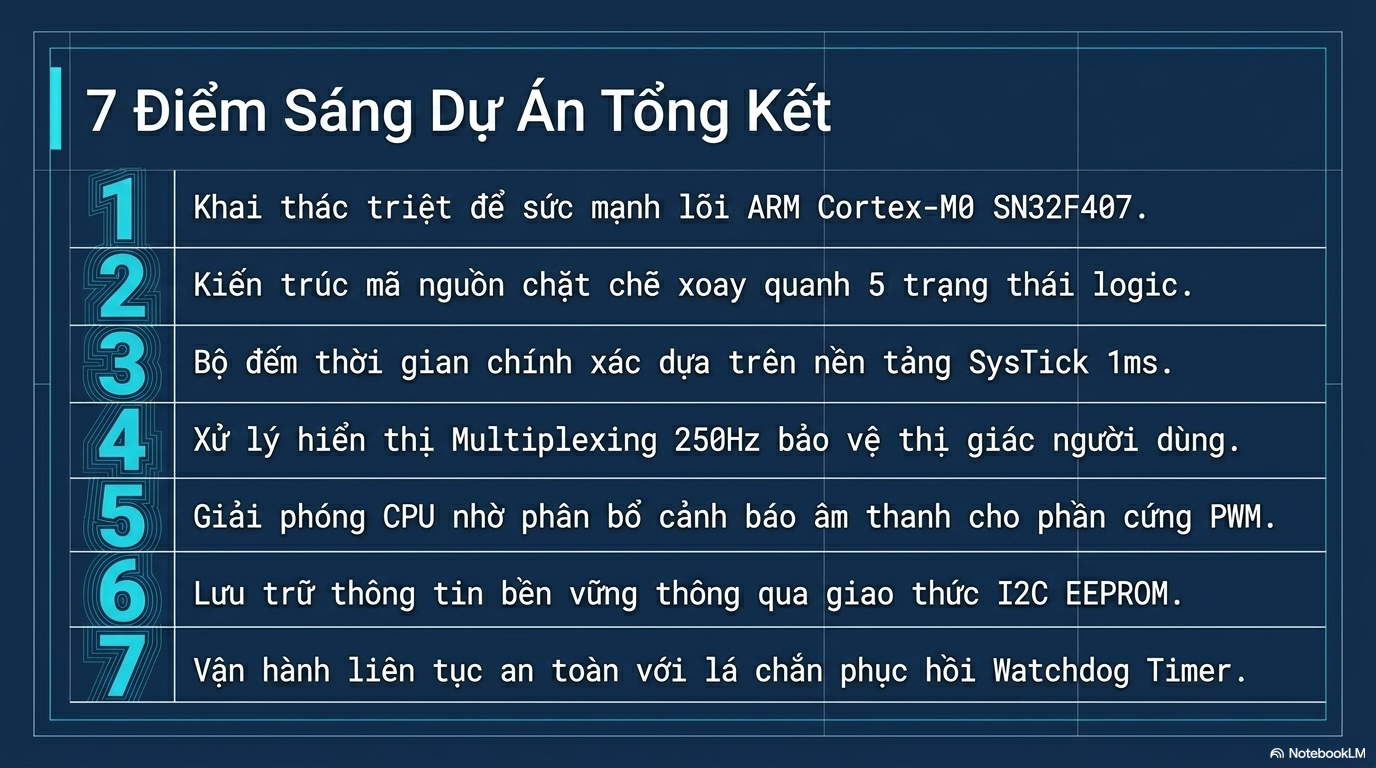 7 Điểm Sáng Dự Án Tổng Kết
1 Khai thác triệt để sức mạnh lõi ARM Cortex-M0 SN32F407.
2 Kiến trúc mã nguồn chặt chẽ xoay quanh 5 trạng thái logic.
3 Bộ đếm thời gian chính xác dựa trên nền tảng SysTick 1ms.
4 Xử lý hiển thị Multiplexing 250Hz bảo vệ thị giác người dùng.
5 Giải phóng CPU nhờ phân bổ cảnh báo âm thanh cho phần cứng PWM.
6 Lưu trữ thông tin bền vững thông qua giao thức I2C EEPROM.
7 Vận hành liên tục an toàn với lá chắn phục hồi Watchdog Timer.
NotebookLM